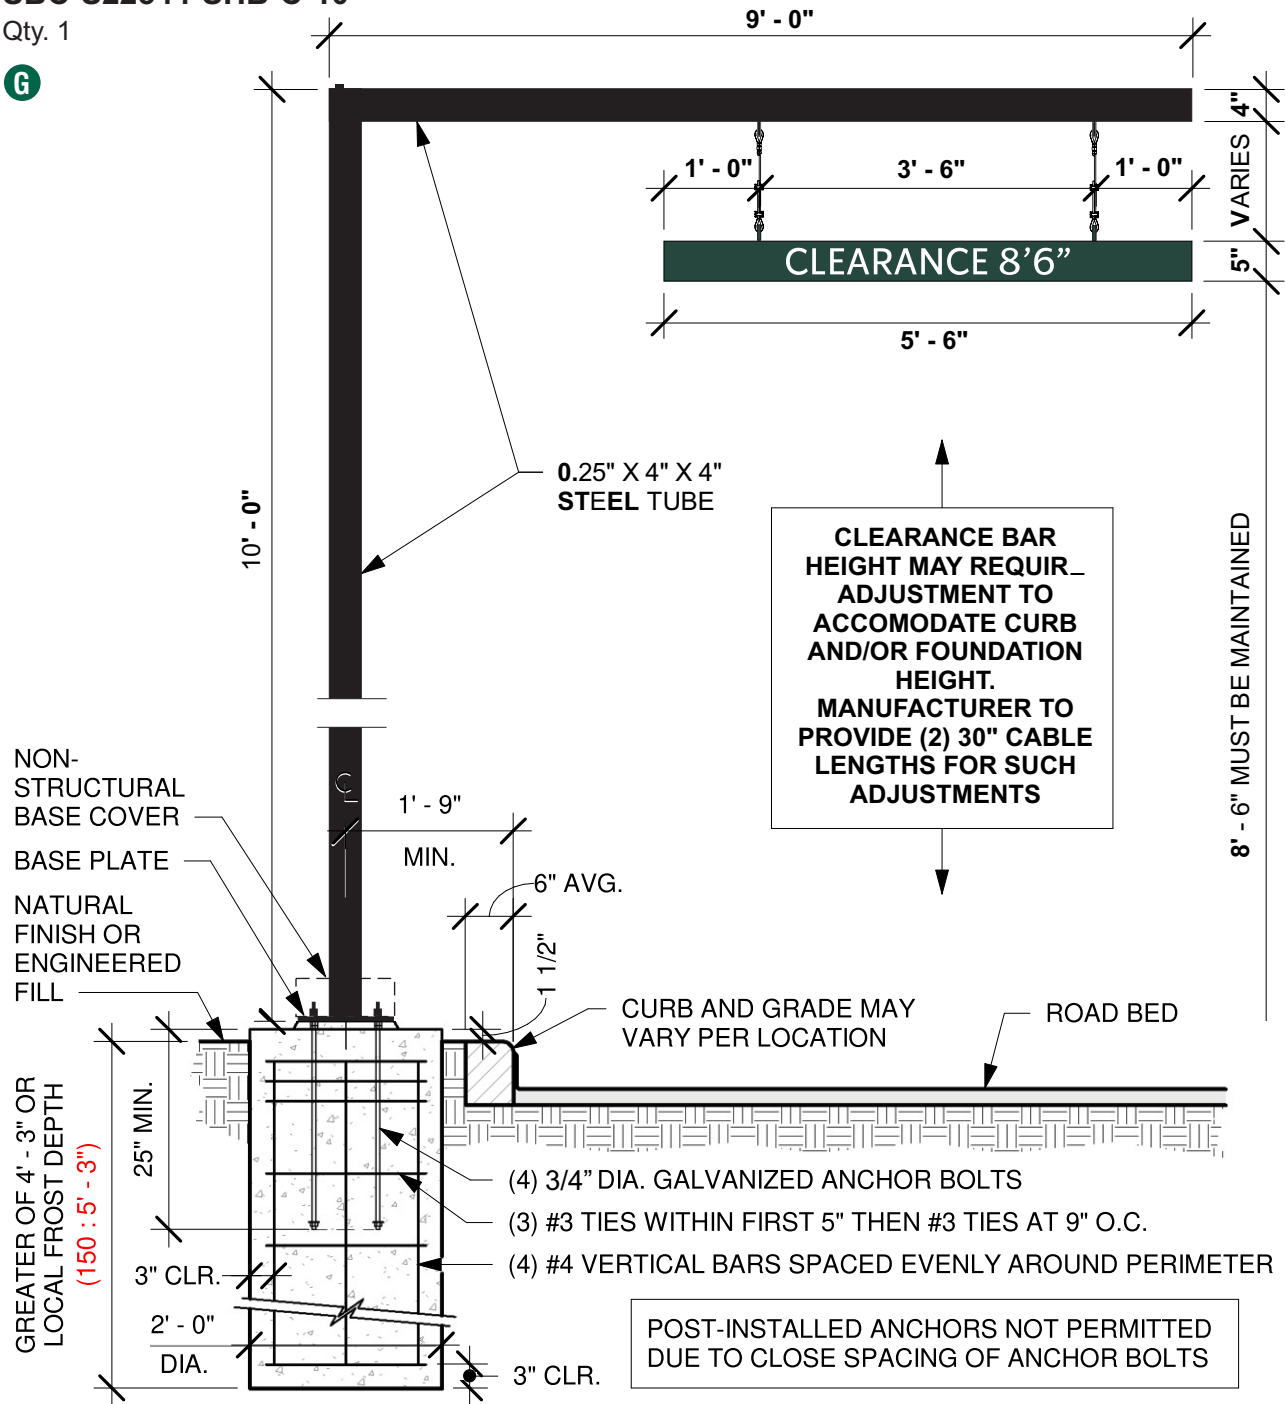 Qty. 1
G
9' - 0"
4"
VARIES
5"
1' - 0"
3' - 6"
1' - 0"
CLEARANCE 8’6”
5' - 6"
10' - 0"
0.25" X 4" X 4"
STEEL TUBE
CLEARANCE BAR
HEIGHT MAY REQUIR_
ADJUSTMENT TO
ACCOMODATE CURB
AND/OR FOUNDATION
HEIGHT.
MANUFACTURER TO
PROVIDE (2) 30" CABLE
LENGTHS FOR SUCH
ADJUSTMENTS
8' - 6" MUST BE MAINTAINED
NON-
STRUCTURAL
BASE COVER
BASE PLATE
NATURAL
FINISH OR
ENGINEERED
FILL
CL
1' - 9"
MIN.
6" AVG.
1 1/2"
CURB AND GRADE MAY
VARY PER LOCATION
ROAD BED
GREATER OF 4' - 3" OR
LOCAL FROST DEPTH
(150 : 5' - 3")
25" MIN.
(4) 3/4” DIA. GALVANIZED ANCHOR BOLTS
(3) #3 TIES WITHIN FIRST 5" THEN #3 TIES AT 9" O.C.
(4) #4 VERTICAL BARS SPACED EVENLY AROUND PERIMETER
3" CLR.
2' - 0"
DIA.
3" CLR.
POST-INSTALLED ANCHORS NOT PERMITTED
DUE TO CLOSE SPACING OF ANCHOR BOLTS